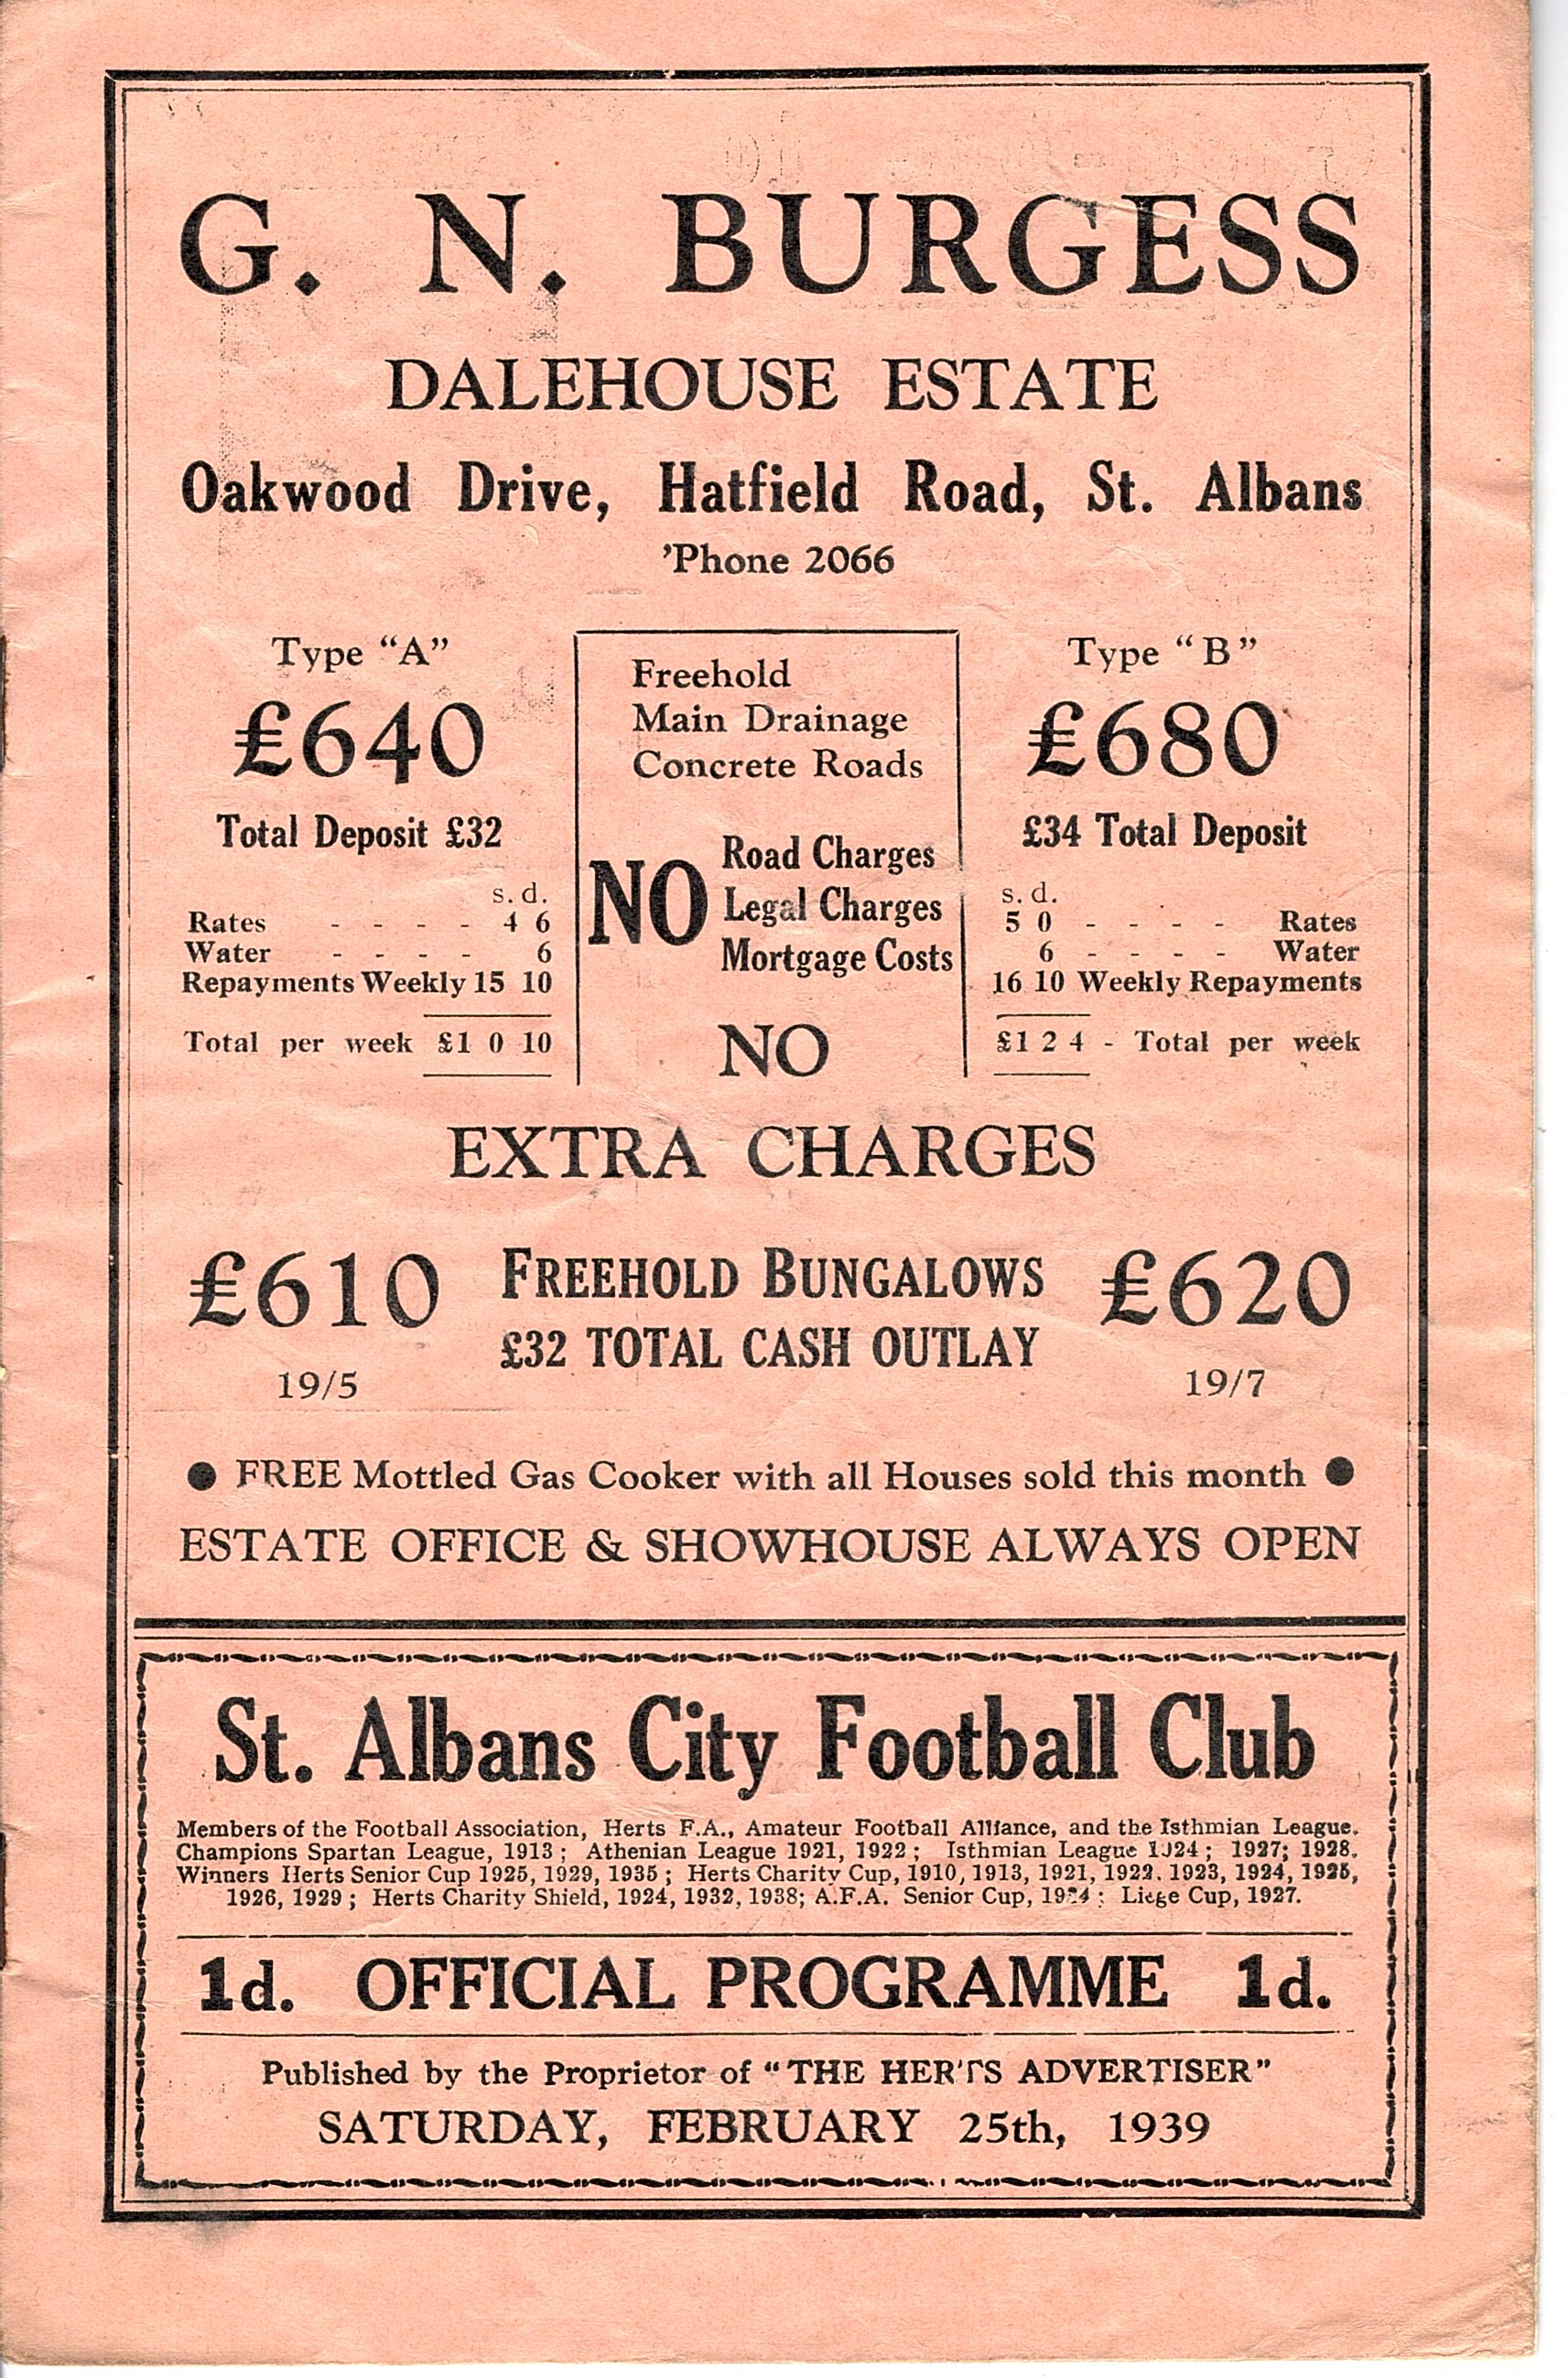 G. N. BURGESS
DALEHOUSE ESTATE
Oakwood Drive, Hatfield Road, St. Albans
'Phone 2066
Type "A"
£640
Total Deposit £32
s. d.
Rates - - - - 4 6
Water - - - - 6
Repayments Weekly 15 10
Total per week £1 0 10
Freehold
Main Drainage
Concrete Roads
NO
Road Charges
Legal Charges
Mortgage Costs
Type "B"
£680
£34 Total Deposit
s. d.
5 0 - - - - Rates
6 - - - - Water
16 10 Weekly Repayments
£1 2 4 - Total per week
NO
EXTRA CHARGES
£610 FREEHOLD BUNGALOWS £620
£32 TOTAL CASH OUTLAY
19/5 19/7
● FREE Mottled Gas Cooker with all Houses sold this month ●
ESTATE OFFICE & SHOWHOUSE ALWAYS OPEN
St. Albans City Football Club
Members of the Football Association, Herts F.A., Amateur Football Alliance, and the Isthmian League.
Champions Spartan League, 1913; Athenian League 1921, 1922; Isthmian League 1924; 1927; 1928.
Winners Herts Senior Cup 1925, 1929, 1935; Herts Charity Cup, 1910, 1913, 1921, 1922. 1923, 1924, 1925,
1926, 1929; Herts Charity Shield, 1924, 1932, 1938; A.F.A. Senior Cup, 1924: Liege Cup, 1927.
1d. OFFICIAL PROGRAMME 1d.
Published by the Proprietor of "THE HERTS ADVERTISER"
SATURDAY, FEBRUARY 25th, 1939